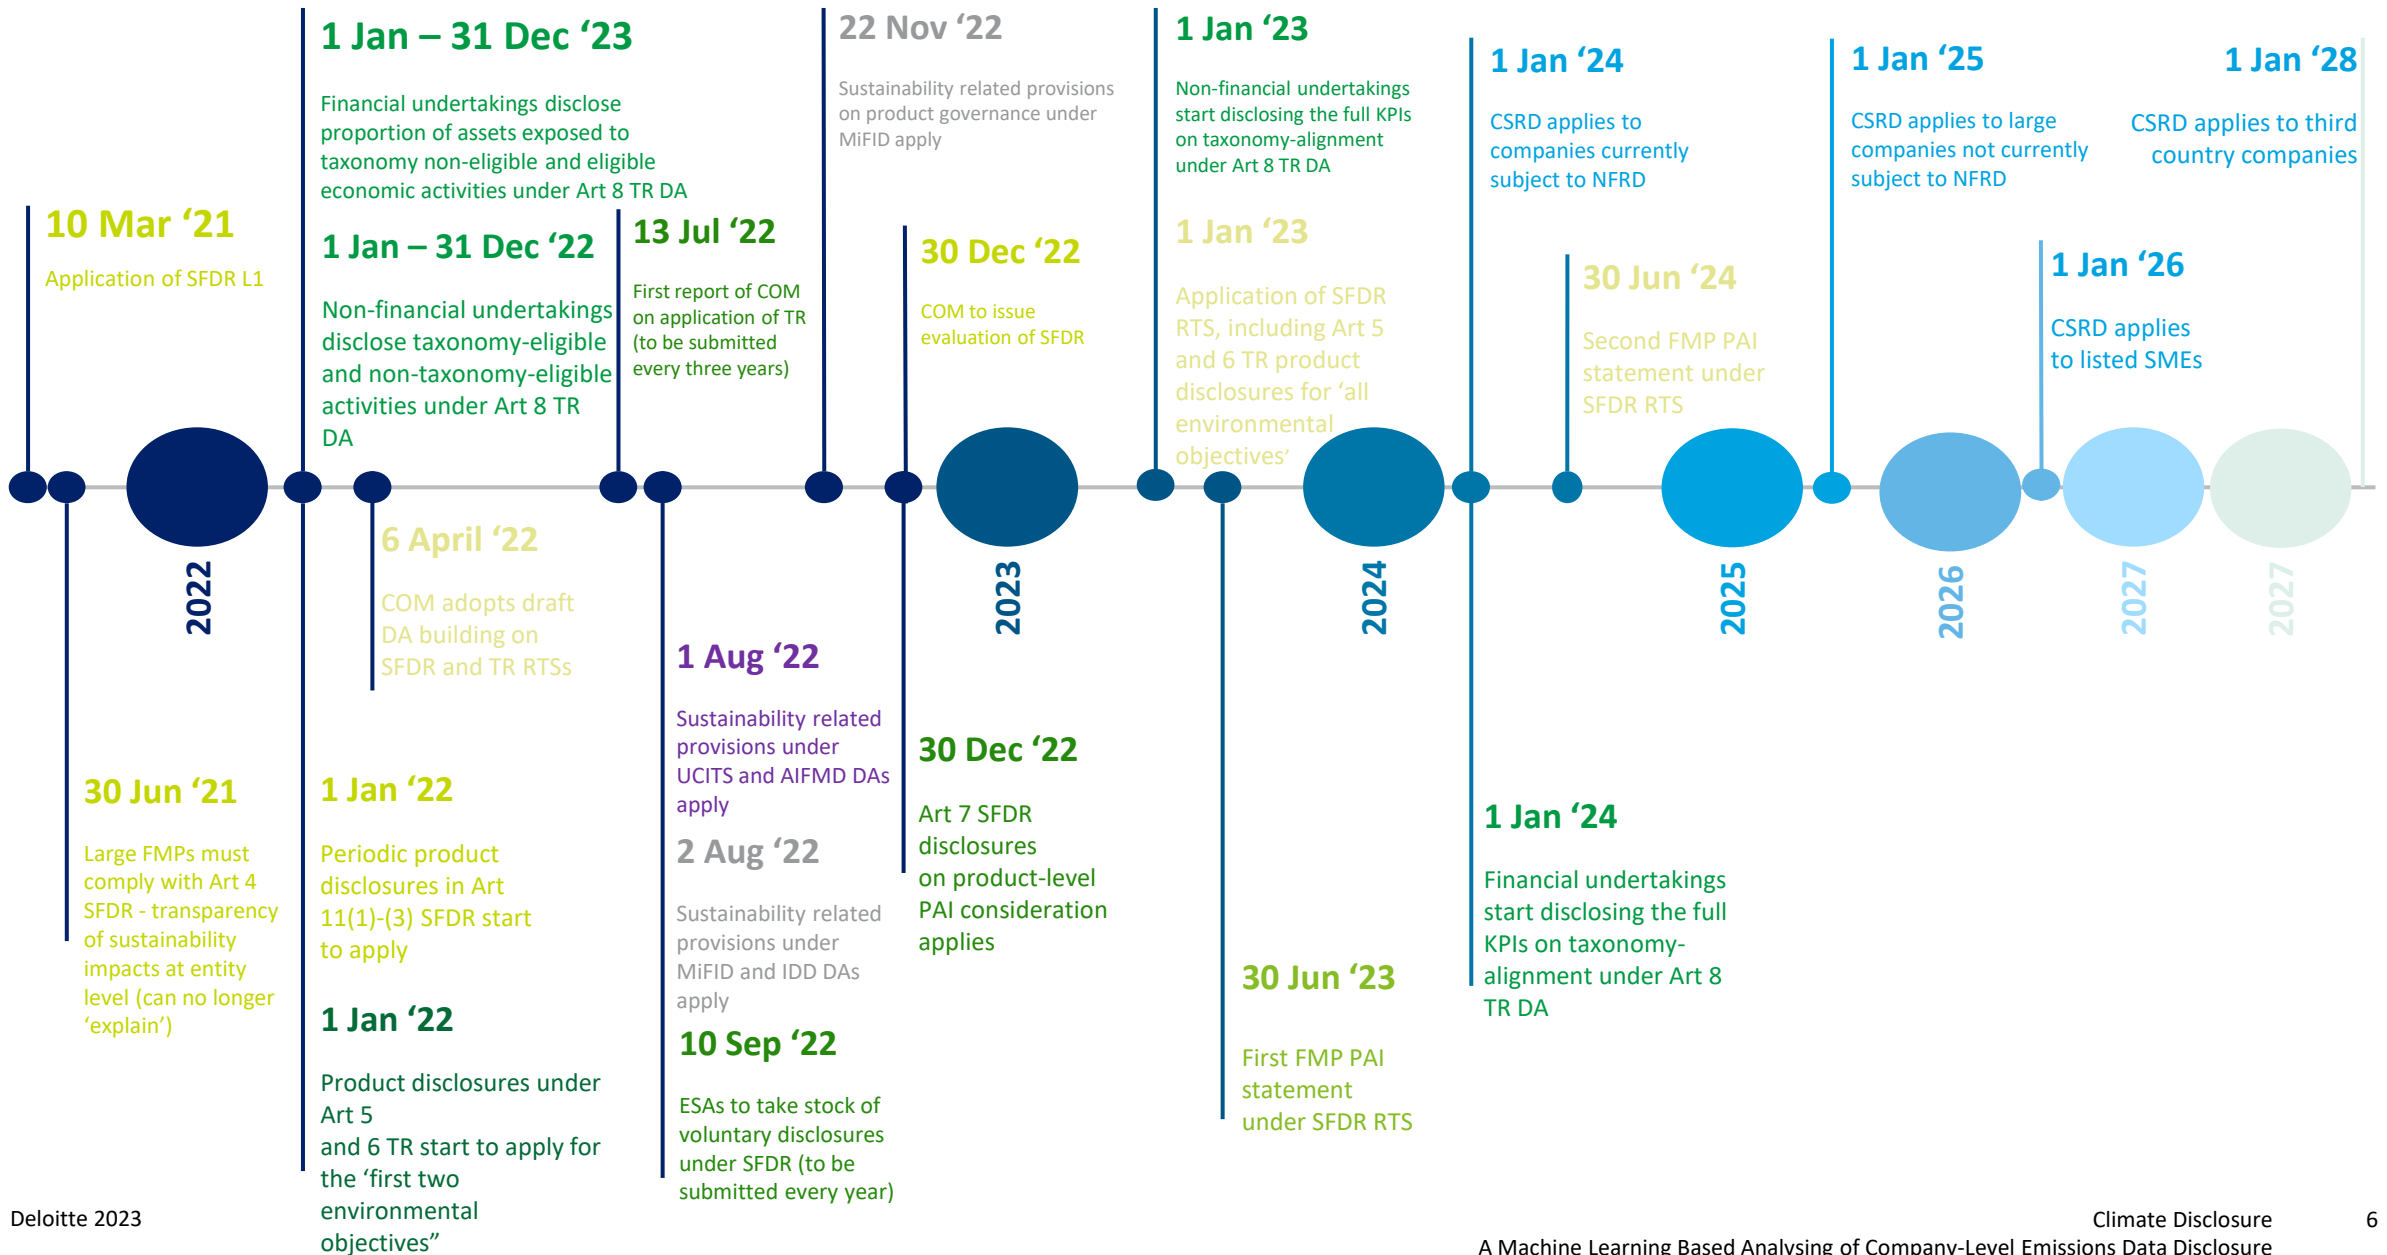 1 Jan – 31 Dec ‘23
Financial undertakings disclose
proportion of assets exposed to
taxonomy non-eligible and eligible
economic activities under Art 8 TR DA
22 Nov ‘22
Sustainability related provisions
on product governance under
MiFID apply
1 Jan ‘23
Non-financial undertakings
start disclosing the full KPIs
on taxonomy-alignment
under Art 8 TR DA
1 Jan ‘24
CSRD applies to
companies currently
subject to NFRD
1 Jan ‘25
CSRD applies to large
companies not currently
subject to NFRD
1 Jan ‘28
CSRD applies to third
country companies
10 Mar ‘21
Application of SFDR L1
1 Jan – 31 Dec ‘22
Non-financial undertakings
disclose taxonomy-eligible
and non-taxonomy-eligible
activities under Art 8 TR
DA
13 Jul ‘22
First report of COM
on application of TR
(to be submitted
every three years)
30 Dec ‘22
COM to issue
evaluation of SFDR
1 Jan ‘23
Application of SFDR
RTS, including Art 5
and 6 TR product
disclosures for ‘all
environmental
objectives’
30 Jun ‘24
Second FMP PAI
statement under
SFDR RTS
1 Jan ‘26
CSRD applies
to listed SMEs
2022
2023
2024
2025
2026
2027
2027
6 April ‘22
COM adopts draft
DA building on
SFDR and TR RTSs
1 Aug ‘22
Sustainability related
provisions under
UCITS and AIFMD DAs
apply
30 Jun ‘21
Large FMPs must
comply with Art 4
SFDR - transparency
of sustainability
impacts at entity
level (can no longer
‘explain’)
1 Jan ‘22
Periodic product
disclosures in Art
11(1)-(3) SFDR start
to apply
2 Aug ‘22
Sustainability related
provisions under
MiFID and IDD DAs
apply
30 Dec ‘22
Art 7 SFDR
disclosures
on product-level
PAI consideration
applies
1 Jan ‘24
Financial undertakings
start disclosing the full
KPIs on taxonomy-
alignment under Art 8
TR DA
1 Jan ‘22
Product disclosures under
Art 5
and 6 TR start to apply for
the ‘first two
environmental
objectives”
10 Sep ‘22
ESAs to take stock of
voluntary disclosures
under SFDR (to be
submitted every year)
30 Jun ‘23
First FMP PAI
statement
under SFDR RTS
Deloitte 2023
Climate Disclosure
6
A Machine Learning Based Analysing of Company-Level Emissions Data Disclosure